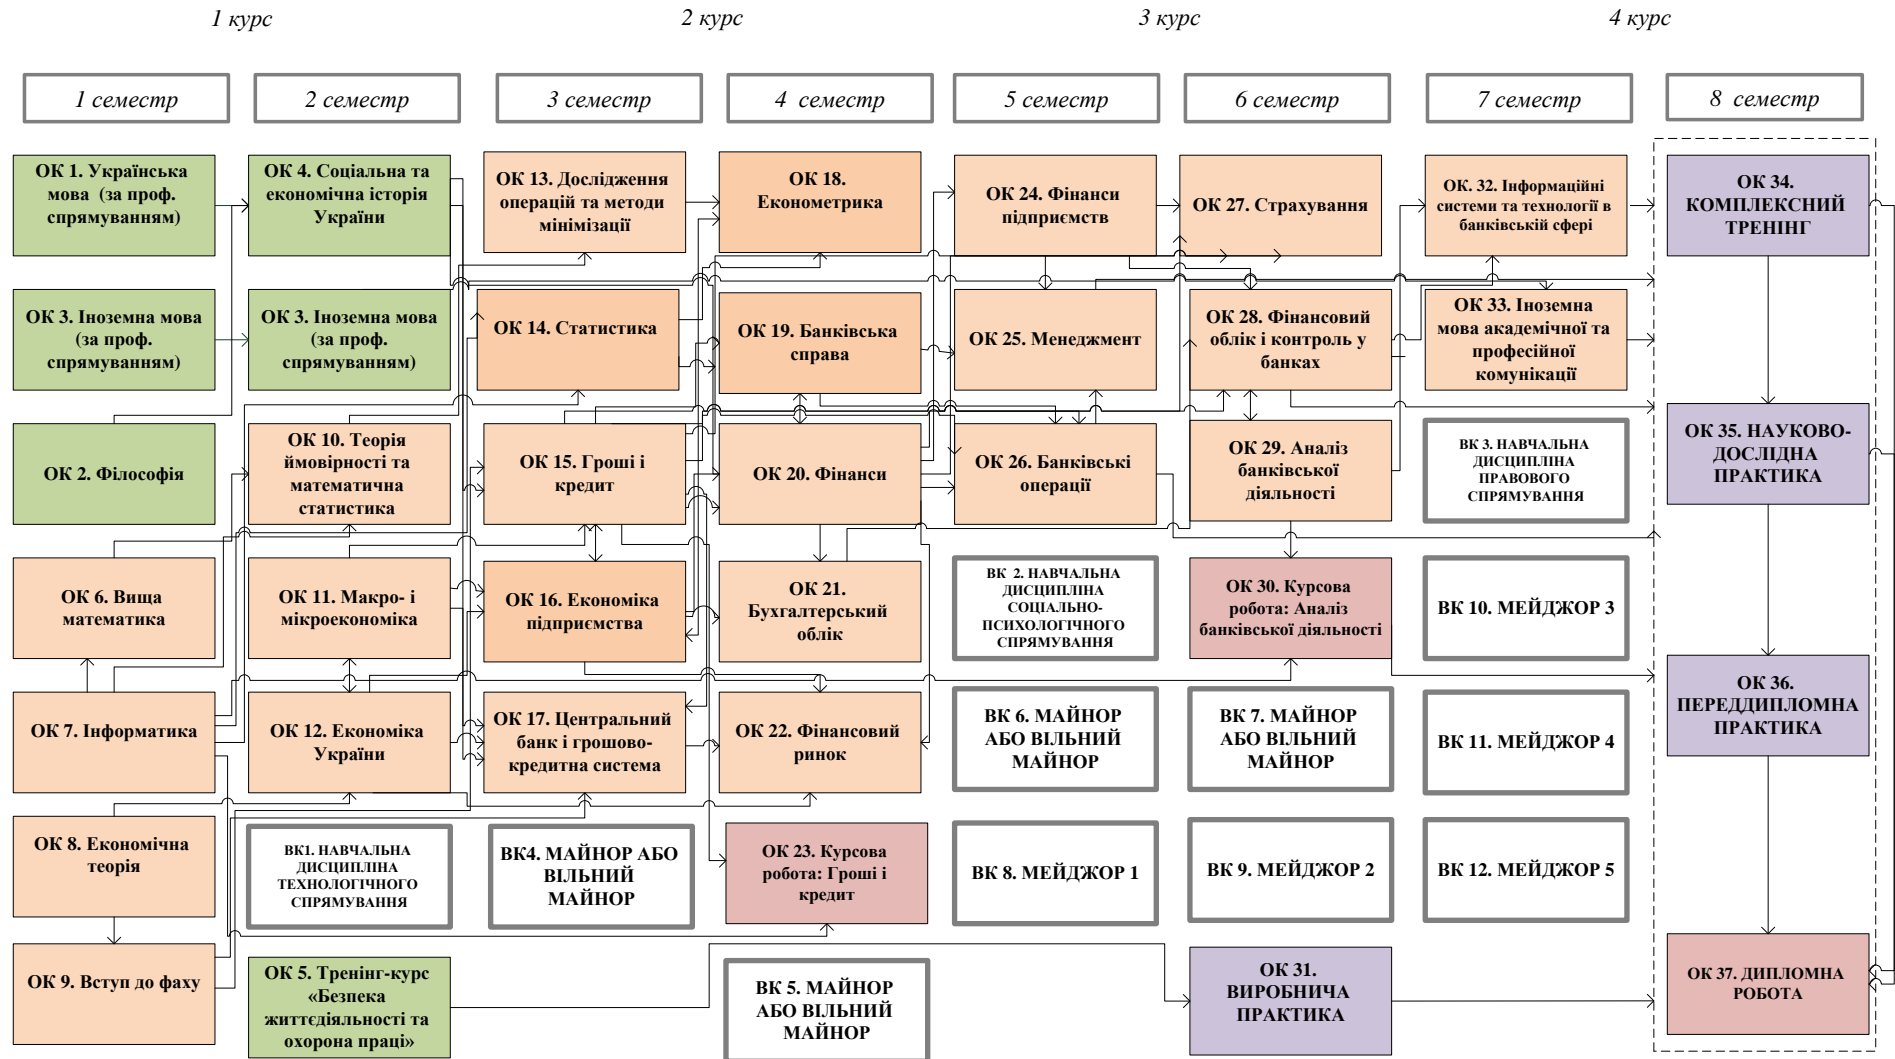 1 курс
2 курс
3 курс
4 курс
1 семестр
2 семестр
3 семестр
4 семестр
5 семестр
6 семестр
7 семестр
8 семестр
ОК 1. Українська
мова (за проф.
спрямуванням)
ОК 3. Іноземна мова
(за проф.
спрямуванням)
ОК 2. Філософія
ОК 6. Вища
математика
ОК 7. Інформатика
ОК 8. Економічна
теорія
ОК 9. Вступ до фаху
ОК 4. Соціальна та
економічна історія
України
ОК 3. Іноземна мова
(за проф.
спрямуванням)
ОК 10. Теорія
ймовірності та
математична
статистика
ОК 11. Макро- і
мікроекономіка
ОК 12. Економіка
України
ВК1. НАВЧАЛЬНА
ДИСЦИПЛІНА
ТЕХНОЛОГІЧНОГО
СПРЯМУВАННЯ
ОК 5. Тренінг-курс
«Безпека
життєдіяльності та
охорона праці»
ОК 13. Дослідження
операцій та методи
мінімізації
ОК 14. Статистика
ОК 15. Гроші і
кредит
ОК 16. Економіка
підприємства
ОК 17. Центральний
банк і грошово-
кредитна система
ВК4. МАЙНОР АБО
ВІЛЬНИЙ
МАЙНОР
ОК 18.
Економетрика
ОК 19. Банківська
справа
ОК 20. Фінанси
ОК 21.
Бухгалтерський
облік
ОК 22. Фінансовий
ринок
ОК 23. Курсова
робота: Гроші і
кредит
ВК 5. МАЙНОР
АБО ВІЛЬНИЙ
МАЙНОР
ОК 24. Фінанси
підприємств
ОК 25. Менеджмент
ОК 26. Банківські
операції
ВК 2. НАВЧАЛЬНА
ДИСЦИПЛІНА
СОЦІАЛЬНО-
ПСИХОЛОГІЧНОГО
СПРЯМУВАННЯ
ВК 6. МАЙНОР
АБО ВІЛЬНИЙ
МАЙНОР
ВК 8. МЕЙДЖОР 1
ОК 27. Страхування
ОК 28. Фінансовий
облік і контроль у
банках
ОК 29. Аналіз
банківської
діяльності
ОК 30. Курсова
робота: Аналіз
банківської діяльності
ВК 7. МАЙНОР
АБО ВІЛЬНИЙ
МАЙНОР
ВК 9. МЕЙДЖОР 2
ОК 31.
ВИРОБНИЧА
ПРАКТИКА
ОК. 32. Інформаційні
системи та технології в
банківській сфері
ОК 33. Іноземна
мова академічної та
професійної
комунікації
ВК 3. НАВЧАЛЬНА
ДИСЦИПЛІНА
ПРАВОВОГО
СПРЯМУВАННЯ
ВК 10. МЕЙДЖОР 3
ВК 11. МЕЙДЖОР 4
ВК 12. МЕЙДЖОР 5
ОК 34.
КОМПЛЕКСНИЙ
ТРЕНІНГ
ОК 35. НАУКОВО-
ДОСЛІДНА
ПРАКТИКА
ОК 36.
ПЕРЕДДИПЛОМНА
ПРАКТИКА
ОК 37. ДИПЛОМНА
РОБОТА